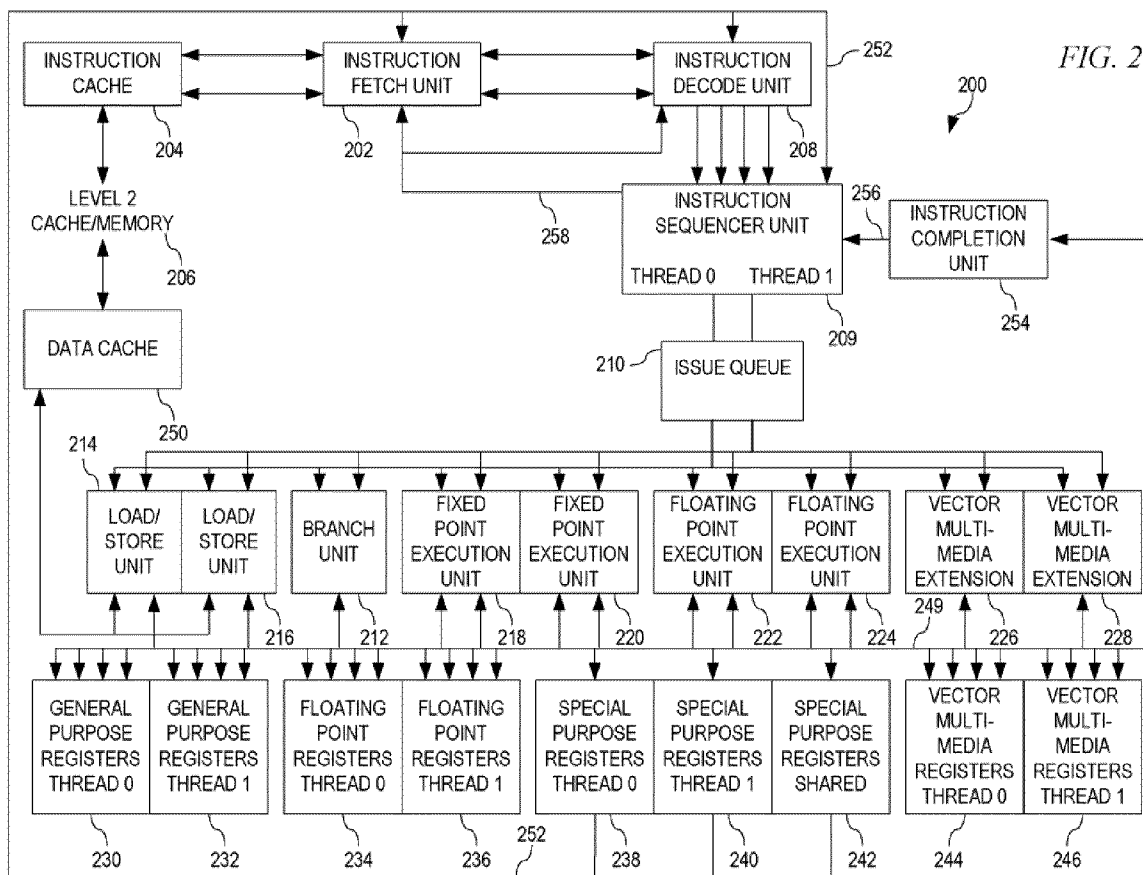 FIG. 2
200
252
INSTRUCTION
CACHE
204
INSTRUCTION
FETCH UNIT
202
INSTRUCTION
DECODE UNIT
208
LEVEL 2
CACHE/MEMORY
206
258
INSTRUCTION
SEQUENCER UNIT
THREAD 0 THREAD 1
209
256
INSTRUCTION
COMPLETION
UNIT
254
DATA CACHE
250
210
ISSUE QUEUE
214
LOAD/
STORE
UNIT
LOAD/
STORE
UNIT
216
BRANCH
UNIT
212
FIXED
POINT
EXECUTION
UNIT
218
FIXED
POINT
EXECUTION
UNIT
220
FLOATING
POINT
EXECUTION
UNIT
222
FLOATING
POINT
EXECUTION
UNIT
224
VECTOR
MULTI-
MEDIA
EXTENSION
226
VECTOR
MULTI-
MEDIA
EXTENSION
228
249
GENERAL
PURPOSE
REGISTERS
THREAD 0
230
GENERAL
PURPOSE
REGISTERS
THREAD 1
232
FLOATING
POINT
REGISTERS
THREAD 0
234
FLOATING
POINT
REGISTERS
THREAD 1
236
252
SPECIAL
PURPOSE
REGISTERS
THREAD 0
238
SPECIAL
PURPOSE
REGISTERS
THREAD 1
240
SPECIAL
PURPOSE
REGISTERS
SHARED
242
VECTOR
MULTI-
MEDIA
REGISTERS
THREAD 0
244
VECTOR
MULTI-
MEDIA
REGISTERS
THREAD 1
246